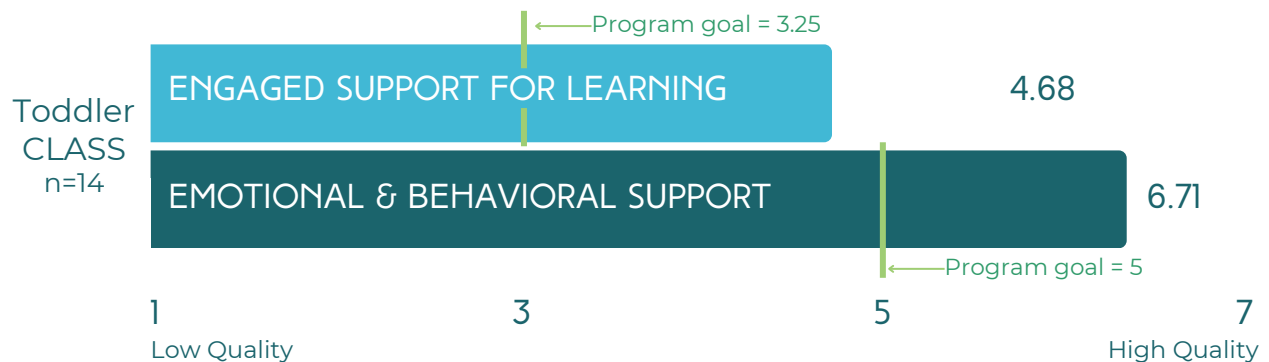 Program goal = 3.25
Toddler
CLASS
n=14
ENGAGED SUPPORT FOR LEARNING
4.68
EMOTIONAL & BEHAVIORAL SUPPORT
6.71
Program goal = 5
1 3 5 7
Low Quality High Quality